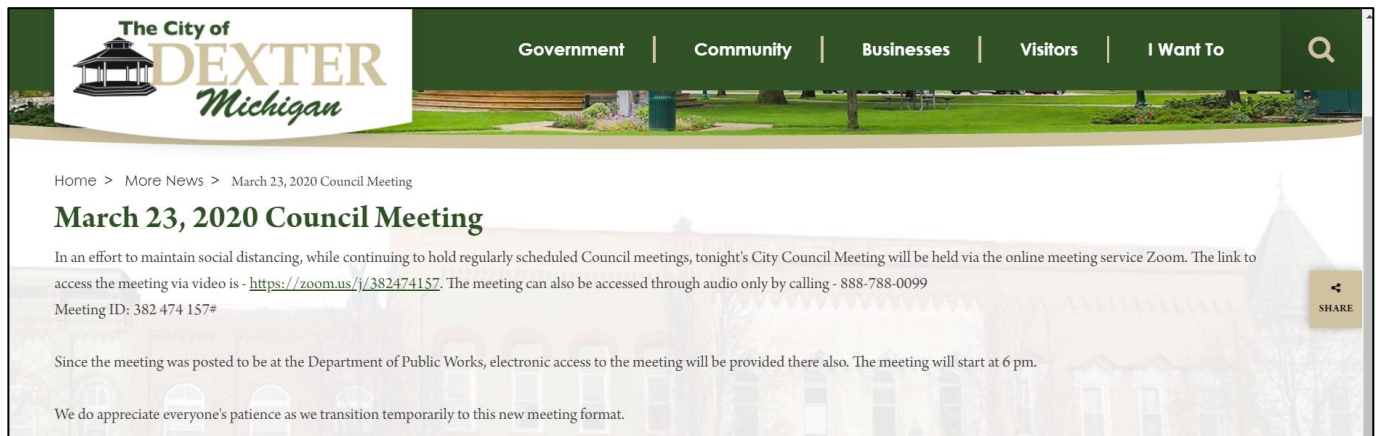 The City of
DEXTER
Michigan
Government
Community
Businesses
Visitors
I Want To
Home > More News > March 23, 2020 Council Meeting
March 23, 2020 Council Meeting
In an effort to maintain social distancing, while continuing to hold regularly scheduled Council meetings, tonight's City Council Meeting will be held via the online meeting service Zoom. The link to
access the meeting via video is - https://zoom.us/j/382474157. The meeting can also be accessed through audio only by calling - 888-788-0099
Meeting ID: 382 474 157#
SHARE
Since the meeting was posted to be at the Department of Public Works, electronic access to the meeting will be provided there also. The meeting will start at 6 pm.
We do appreciate everyone's patience as we transition temporarily to this new meeting format.